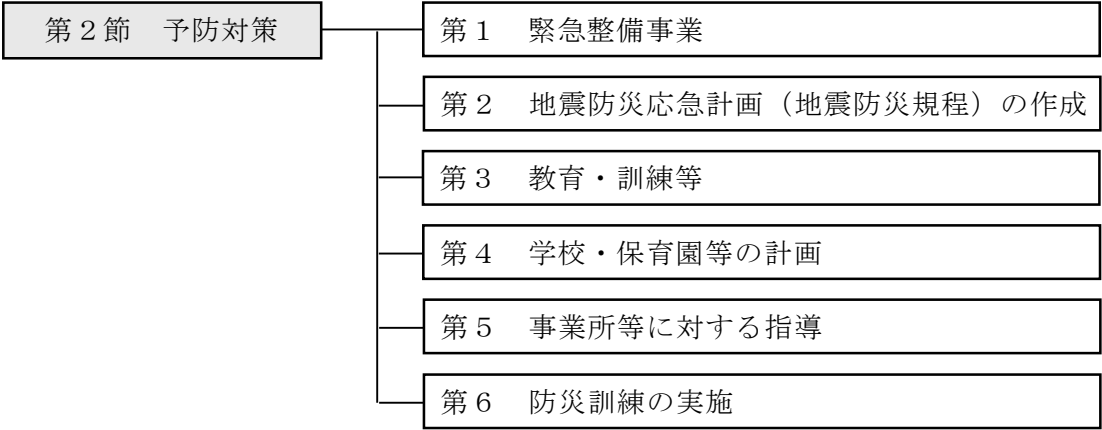 第２節　予防対策
第１　緊急整備事業
第２　地震防災応急計画（地震防災規程）の作成
第３　教育・訓練等
第４　学校・保育園等の計画
第５　事業所等に対する指導
第６　防災訓練の実施